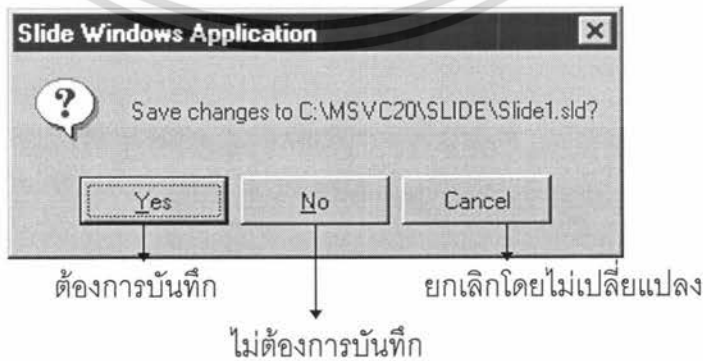 Slide Windows Application
Save changes to C:\MSVC20\SLIDE\Slide1.sld?
Yes No Cancel
ต้องการบันทึก ยกเลิกโดยไม่เปลี่ยแปลง
ไม่ต้องการบันทึก